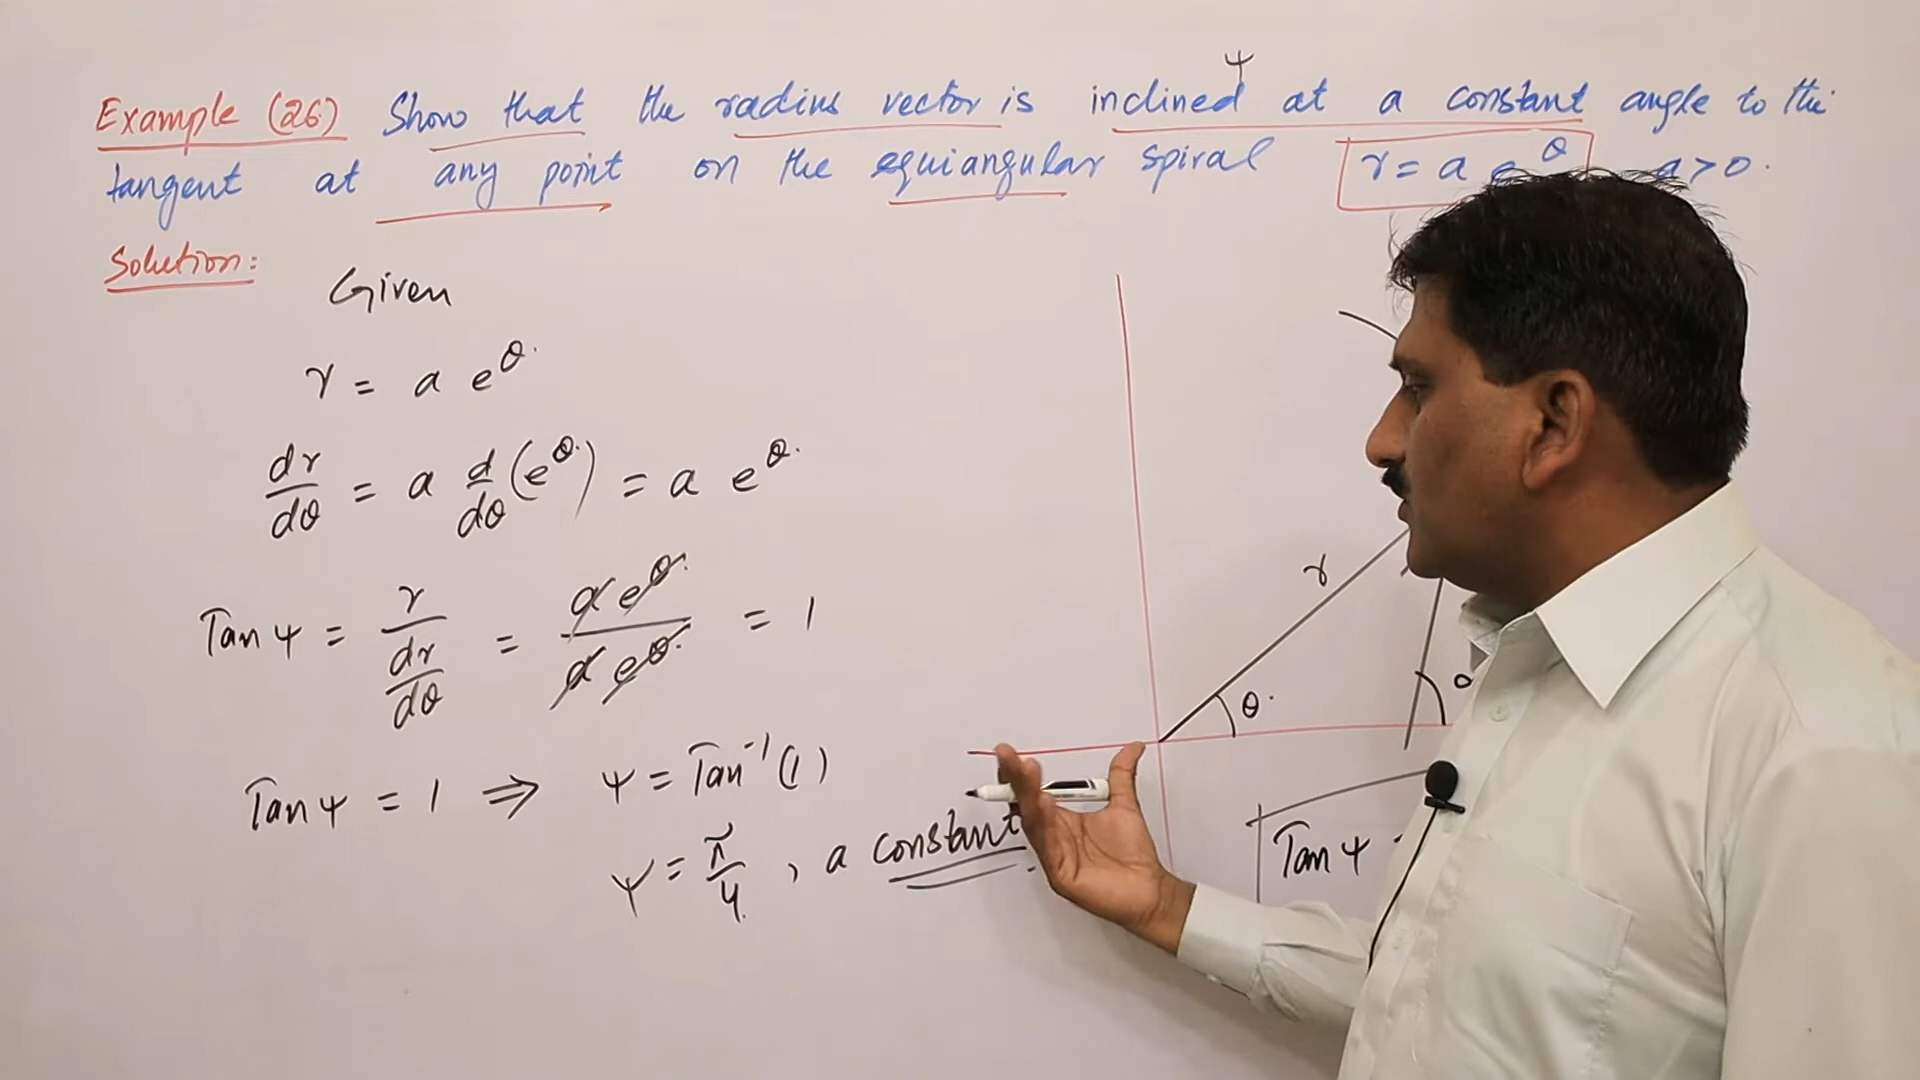 ψ
Example (26) Show that the radius vector is inclined at a constant angle to the
tangent at any point on the equiangular spiral r = a e^θ a > 0.
Solution:
Given
r = a e^θ.
dr/dθ = a d/dθ (e^θ.) = a e^θ.
Tan ψ = r/(dr/dθ) = a e^θ./a e^θ. = 1
Tan ψ = 1 ⇒ ψ = Tan⁻¹(1)
ψ = π/4, a constant.
r
θ.
Tan ψ